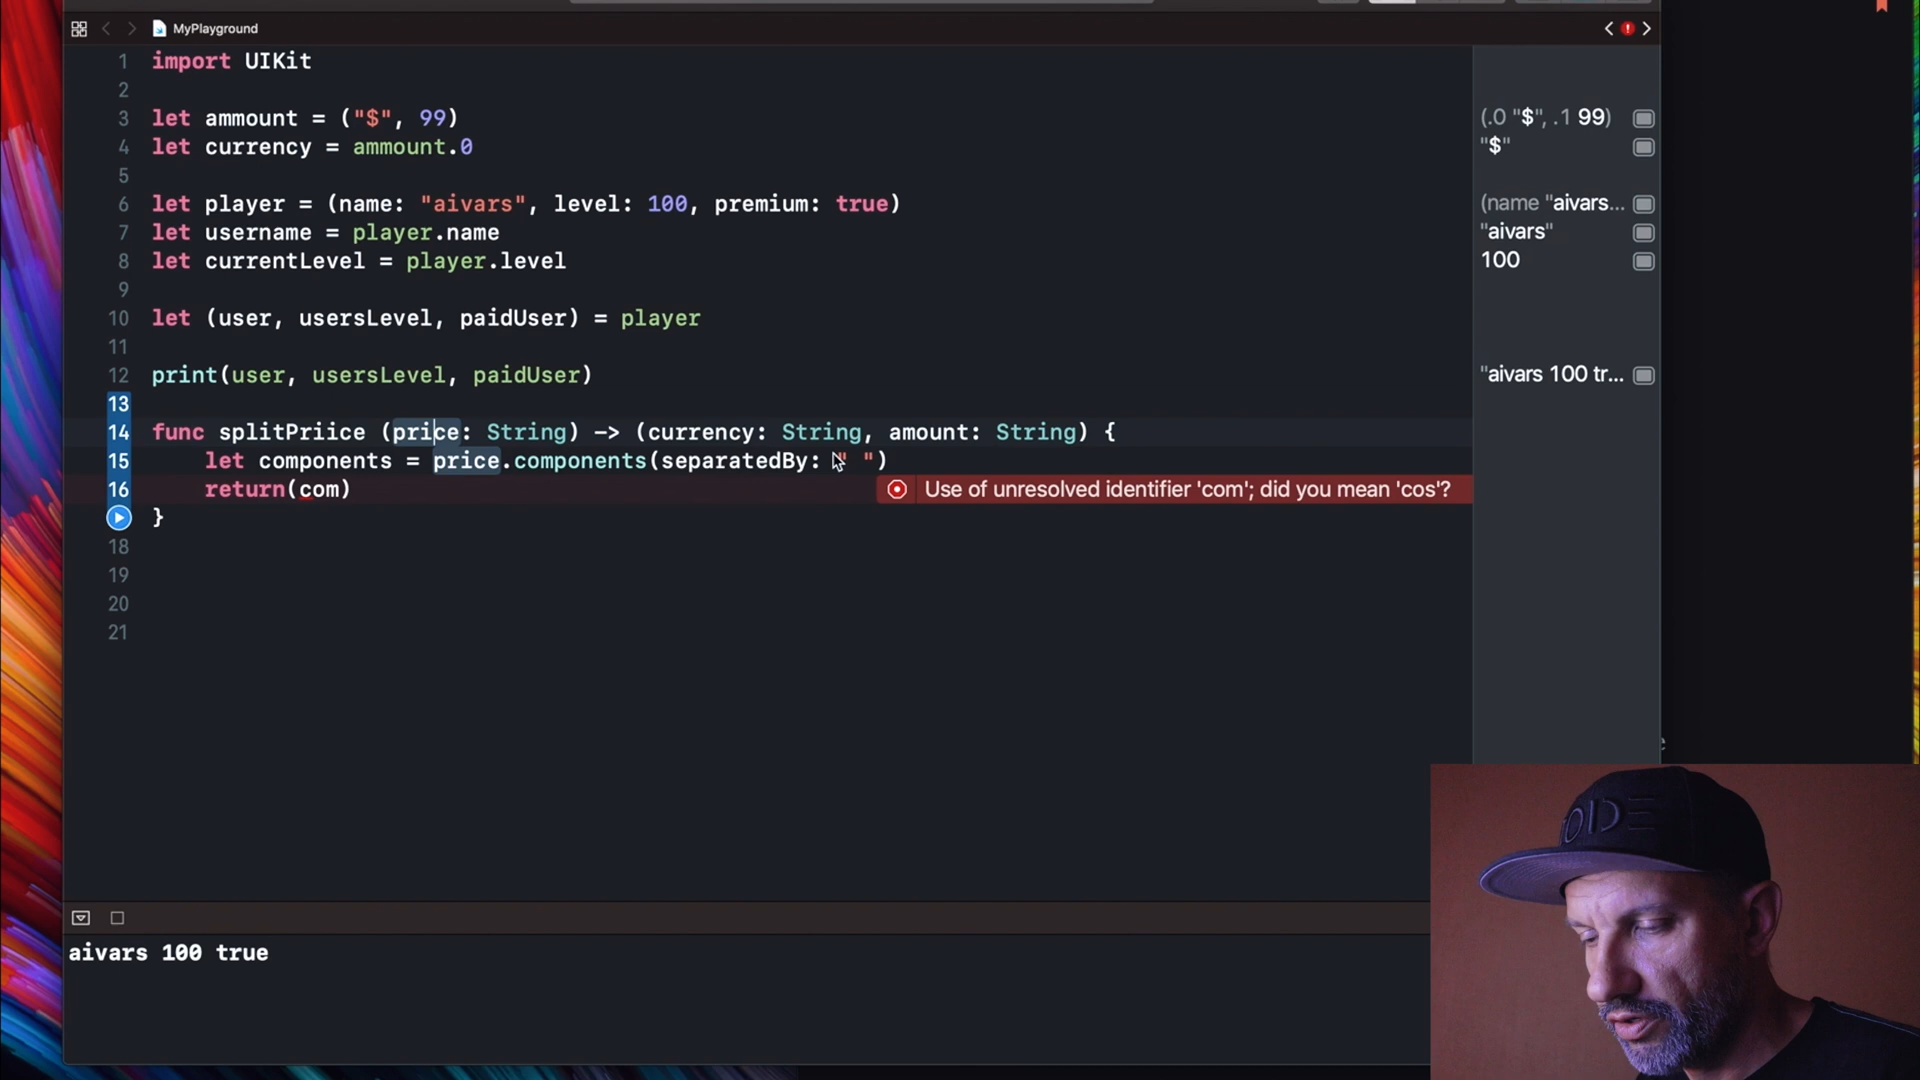 MyPlayground
1 import UIKit
2
3 let ammount = ("$", 99)
(.0 "$", .1 99)
4 let currency = ammount.0
"$"
5
6 let player = (name: "aivars", level: 100, premium: true)
(name "aivars...
7 let username = player.name
"aivars"
8 let currentLevel = player.level
100
9
10 let (user, usersLevel, paidUser) = player
11
12 print(user, usersLevel, paidUser)
"aivars 100 tr...
13
14 func splitPriice (price: String) -> (currency: String, amount: String) {
15 let components = price.components(separatedBy: " ")
16 return(com)
Use of unresolved identifier 'com'; did you mean 'cos'?
}
18
19
20
21
aivars 100 true